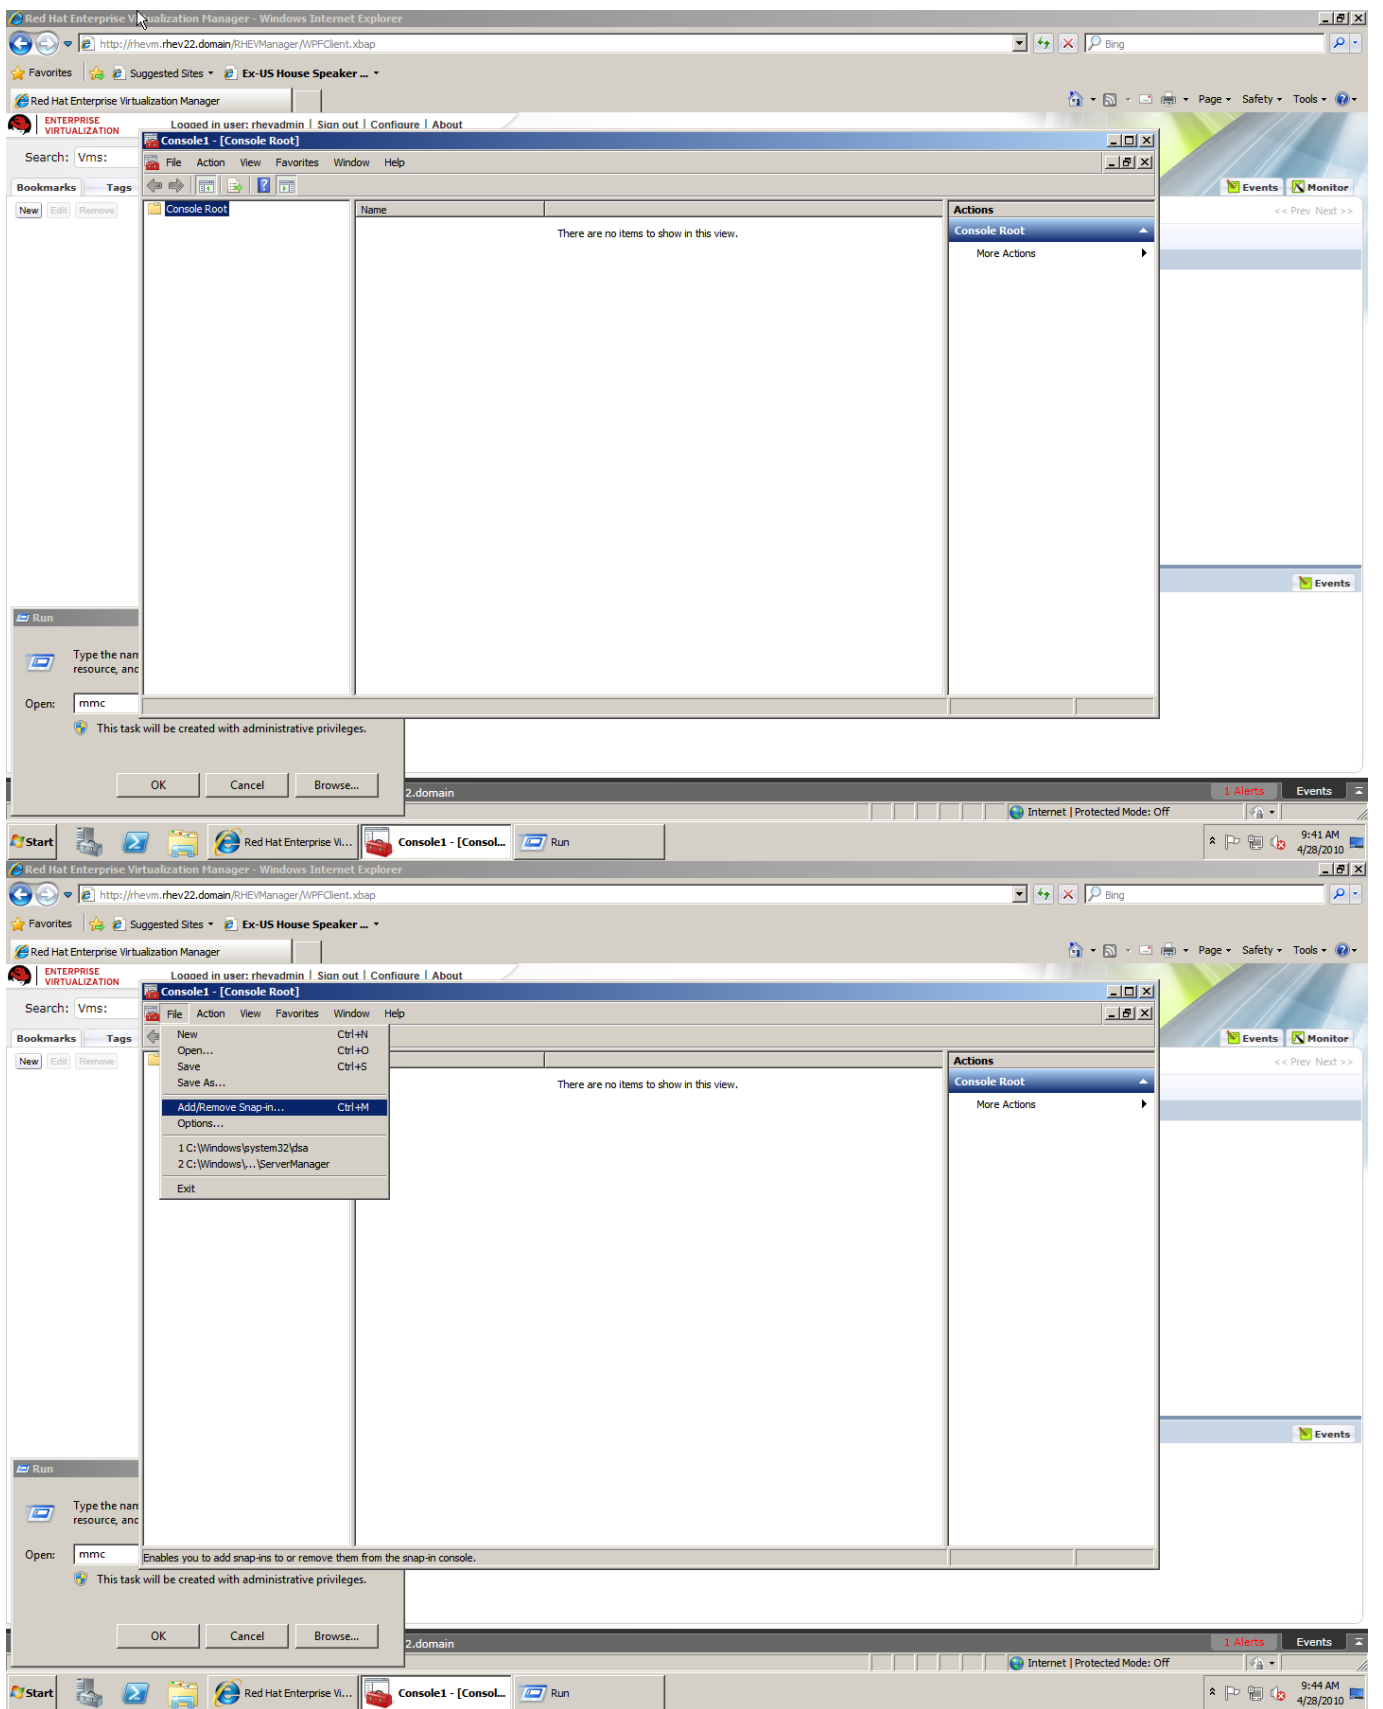 Red Hat Enterprise Virtualization Manager - Windows Internet Explorer
http://rhevm.rhev22.domain/RHEVManager/WPFClient.xbap
Bing
Favorites
Suggested Sites
Ex-US House Speaker ...
Red Hat Enterprise Virtualization Manager
Page
Safety
Tools
ENTERPRISE
VIRTUALIZATION
Logged in user: rhevadmin | Sign out | Configure | About
Console1 - [Console Root]
Search: Vms:
File Action View Favorites Window Help
Bookmarks Tags
Events Monitor
New Edit Remove
Console Root
Name
Actions
<< Prev Next >>
There are no items to show in this view.
Console Root
More Actions
Events
Run
Type the nam
resource, and
Open: mmc
This task will be created with administrative privileges.
OK Cancel Browse...
2.domain
1 Alerts Events
Internet | Protected Mode: Off
Start
Red Hat Enterprise Vi...
Console1 - [Consol...
Run
9:41 AM
4/28/2010
Red Hat Enterprise Virtualization Manager - Windows Internet Explorer
http://rhevm.rhev22.domain/RHEVManager/WPFClient.xbap
Bing
Favorites
Suggested Sites
Ex-US House Speaker ...
Red Hat Enterprise Virtualization Manager
Page
Safety
Tools
ENTERPRISE
VIRTUALIZATION
Logged in user: rhevadmin | Sign out | Configure | About
Console1 - [Console Root]
Search: Vms:
File Action View Favorites Window Help
Bookmarks Tags
Events Monitor
New Edit Remove
New Ctrl+N
Open... Ctrl+O
Save Ctrl+S
Save As...
Add/Remove Snap-in... Ctrl+M
Options...
1 C:\Windows\system32\dsa
2 C:\Windows\...\ServerManager
Exit
Actions
<< Prev Next >>
There are no items to show in this view.
Console Root
More Actions
Events
Run
Type the nam
resource, and
Open: mmc
Enables you to add snap-ins to or remove them from the snap-in console.
This task will be created with administrative privileges.
OK Cancel Browse...
2.domain
1 Alerts Events
Internet | Protected Mode: Off
Start
Red Hat Enterprise Vi...
Console1 - [Consol...
Run
9:44 AM
4/28/2010